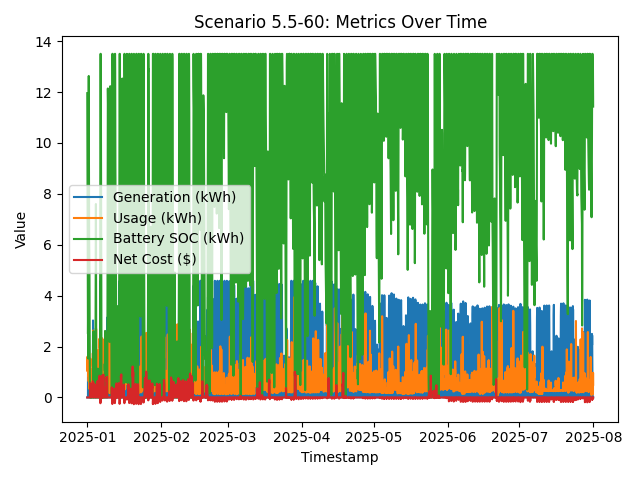 Scenario 5.5-60: Metrics Over Time
14
12
10
8
6
4
2
0
Value
Generation (kWh)
Usage (kWh)
Battery SOC (kWh)
Net Cost ($)
2025-01 2025-02 2025-03 2025-04 2025-05 2025-06 2025-07 2025-08
Timestamp